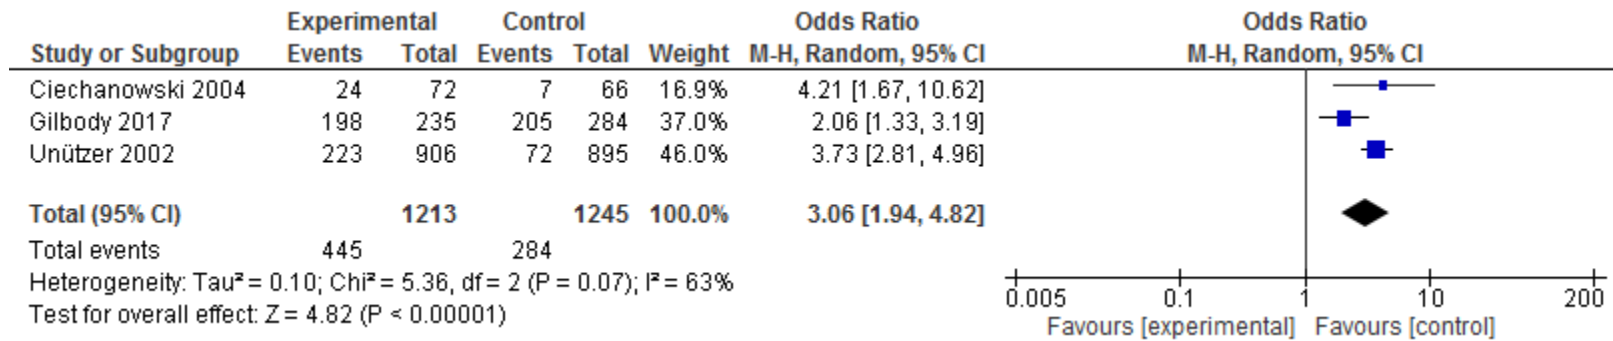 Experimental Control Odds Ratio Odds Ratio
Study or Subgroup Events Total Events Total Weight M-H, Random, 95% CI M-H, Random, 95% CI
Ciechanowski 2004 24 72 7 66 16.9% 4.21 [1.67, 10.62]
Gilbody 2017 198 235 205 284 37.0% 2.06 [1.33, 3.19]
Unützer 2002 223 906 72 895 46.0% 3.73 [2.81, 4.96]
Total (95% CI) 1213 1245 100.0% 3.06 [1.94, 4.82]
Total events 445 284
Heterogeneity: Tau² = 0.10; Chi² = 5.36, df = 2 (P = 0.07); I² = 63%
Test for overall effect: Z = 4.82 (P < 0.00001)
0.005 0.1 1 10 200
Favours [experimental] Favours [control]